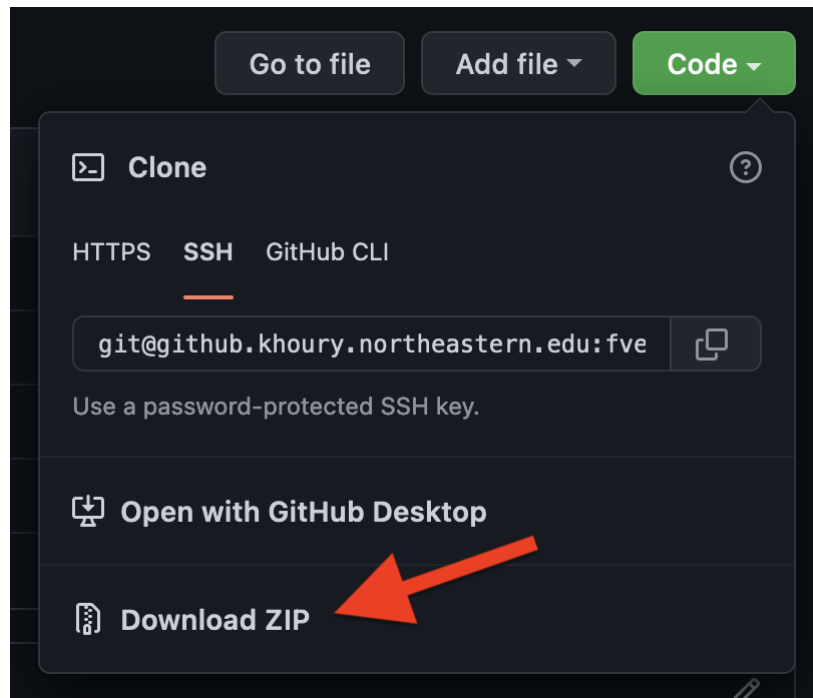 Go to file
Add file
Code
Clone
HTTPS SSH GitHub CLI
git@github.khoury.northeastern.edu:fve
Use a password-protected SSH key.
Open with GitHub Desktop
Download ZIP